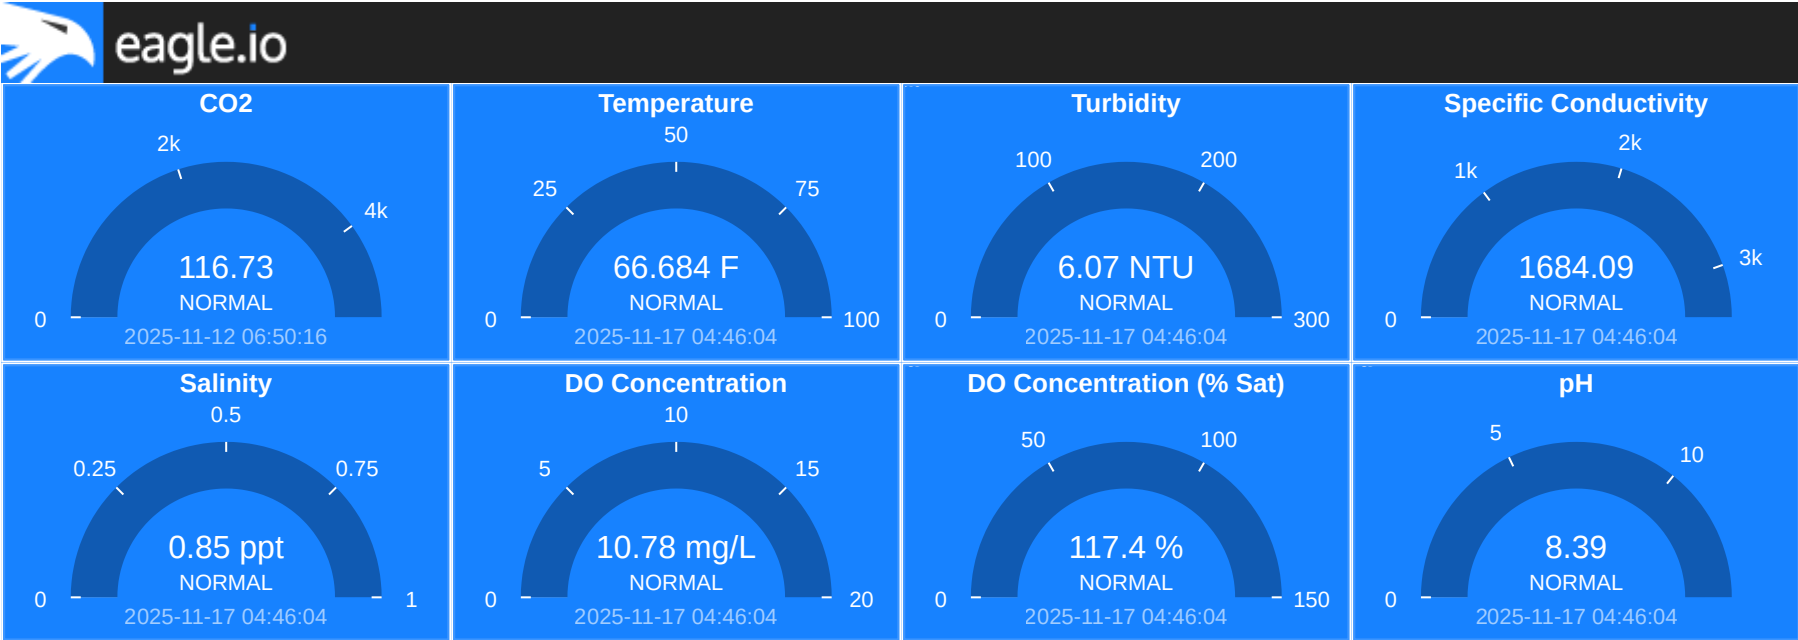 eagle.io
CO2
2k
4k
0
116.73
NORMAL
2025-11-12 06:50:16
Temperature
50
25
75
0
100
66.684 F
NORMAL
2025-11-17 04:46:04
Turbidity
100
200
0
300
6.07 NTU
NORMAL
2025-11-17 04:46:04
Specific Conductivity
2k
1k
3k
0
1684.09
NORMAL
2025-11-17 04:46:04
Salinity
0.5
0.25
0.75
0
1
0.85 ppt
NORMAL
2025-11-17 04:46:04
DO Concentration
10
5
15
0
20
10.78 mg/L
NORMAL
2025-11-17 04:46:04
DO Concentration (% Sat)
50
100
0
150
117.4 %
NORMAL
2025-11-17 04:46:04
pH
5
10
0
8.39
NORMAL
2025-11-17 04:46:04